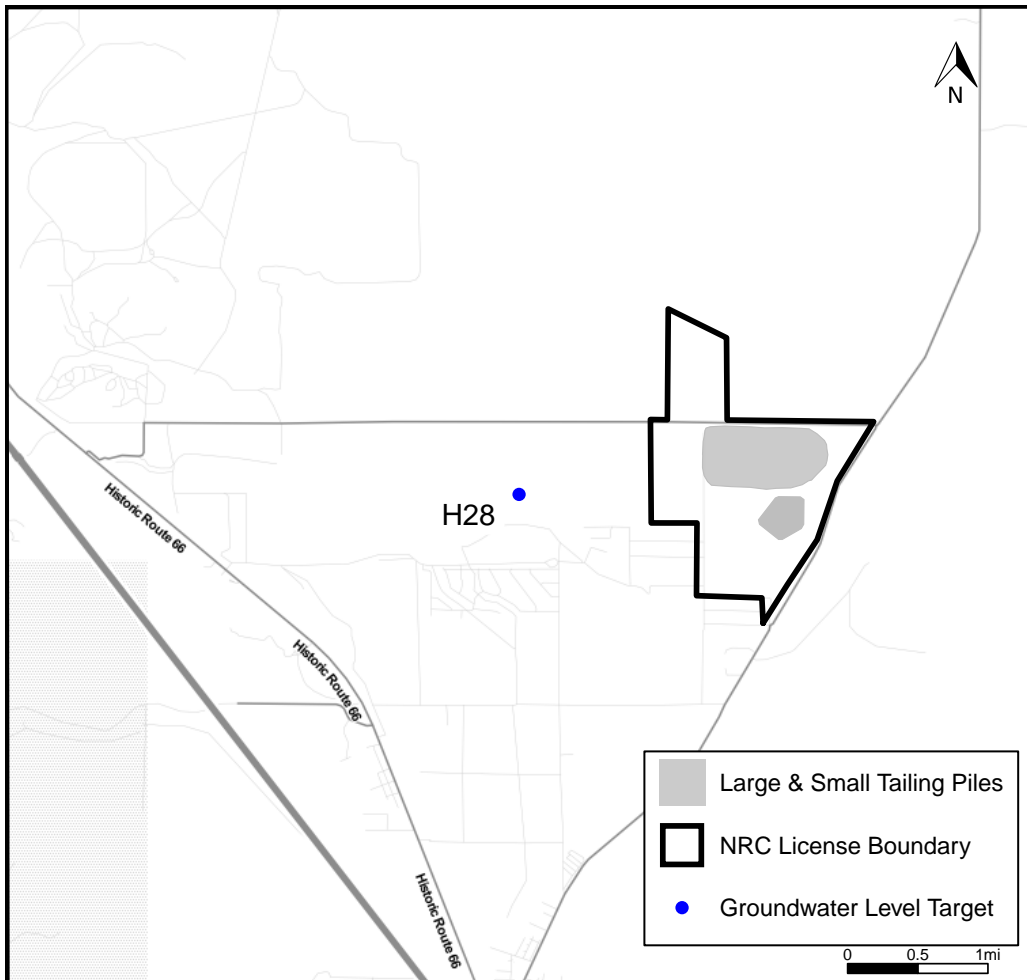 N
H28
Historic Route 66
Historic Route 66
Historic Route 66
Large & Small Tailing Piles
NRC License Boundary
Groundwater Level Target
0 0.5 1mi